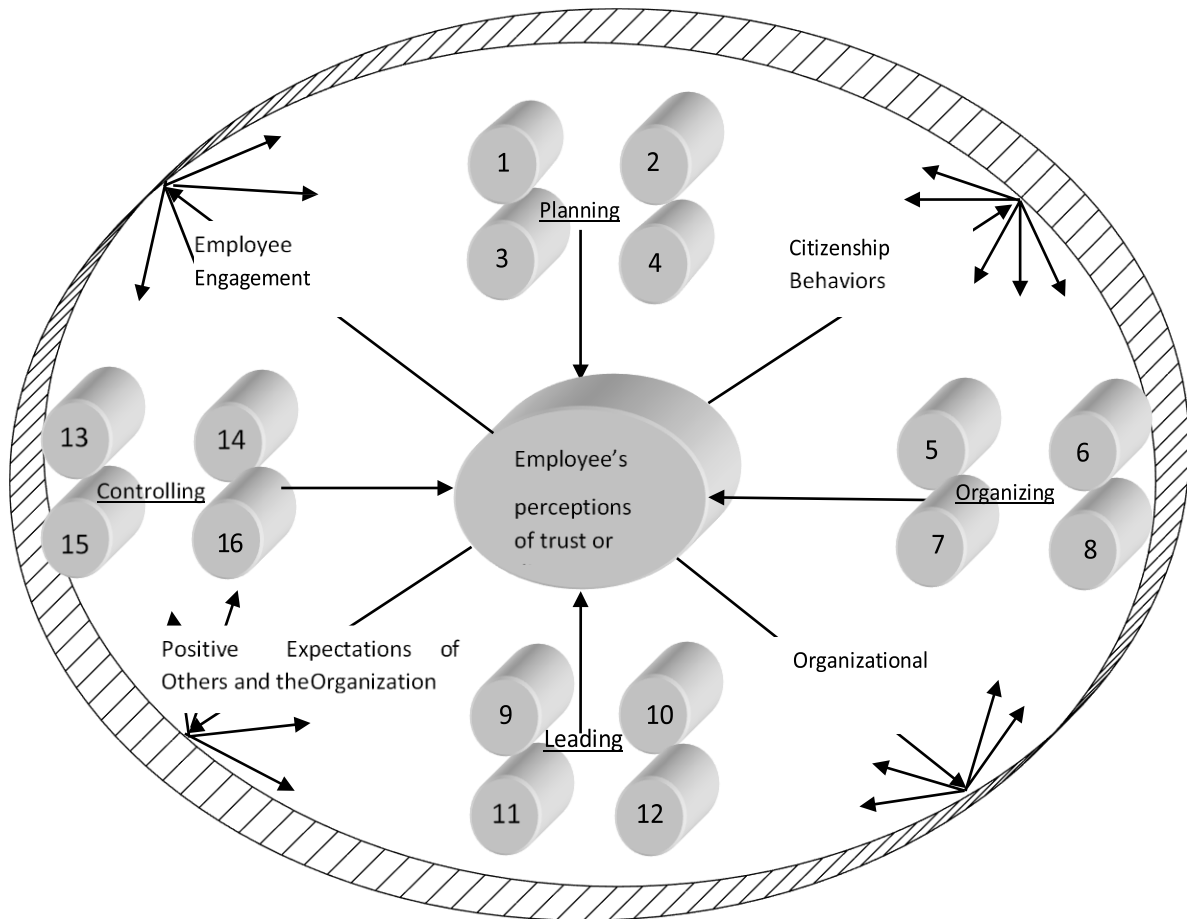 1
2
Planning
3
4
Employee
Engagement
Citizenship
Behaviors
13
14
Controlling
15
16
Employee’s
perceptions
of trust or
5
6
Organizing
7
8
Positive Expectations of
Others and theOrganization
Organizational
9
10
Leading
11
12